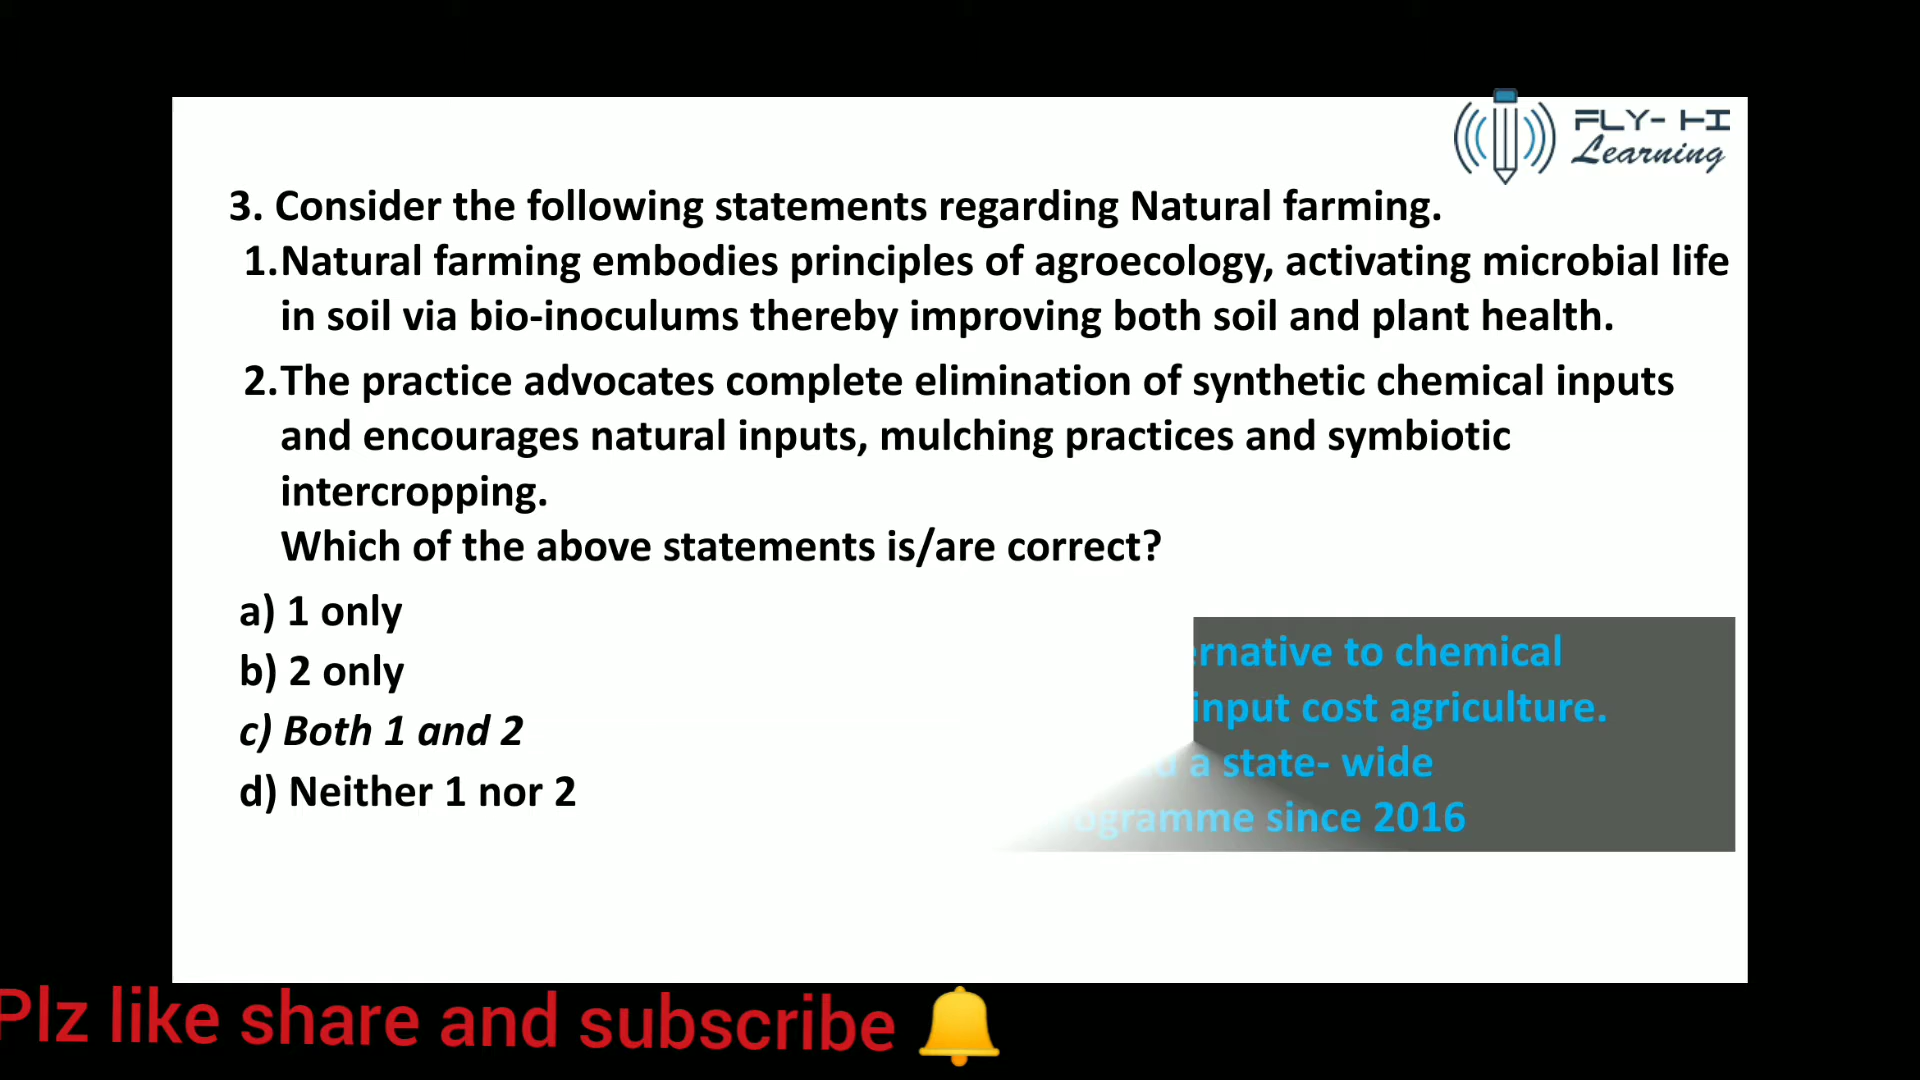 FLY-HI
Learning
3. Consider the following statements regarding Natural farming.
1.Natural farming embodies principles of agroecology, activating microbial life
in soil via bio-inoculums thereby improving both soil and plant health.
2.The practice advocates complete elimination of synthetic chemical inputs
and encourages natural inputs, mulching practices and symbiotic
intercropping.
Which of the above statements is/are correct?
a) 1 only
b) 2 only
c) Both 1 and 2
d) Neither 1 nor 2
to chemical
input cost agriculture.
a state- wide
since 2016
Plz like share and subscribe